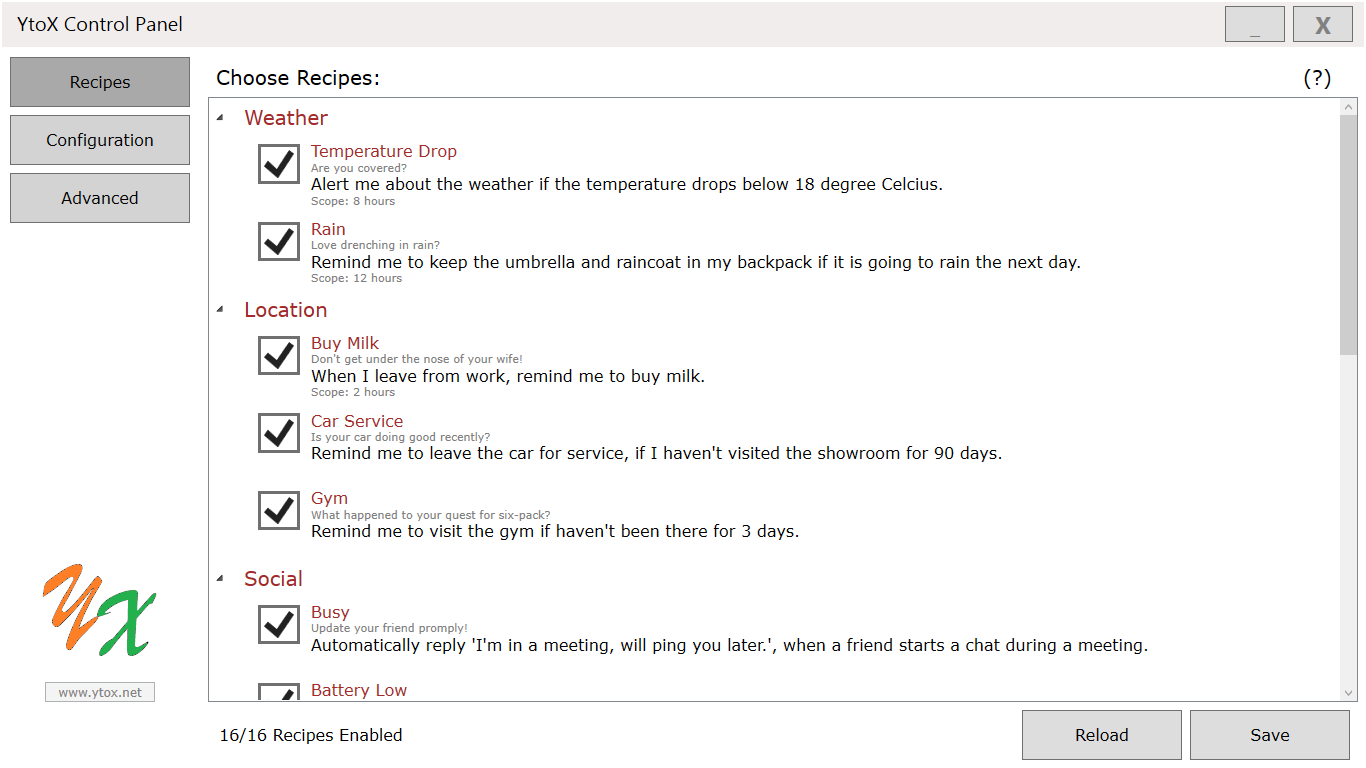 YtoX Control Panel
_
X
Recipes
Configuration
Advanced
Choose Recipes:
(?)
Weather
Temperature Drop
Are you covered?
Alert me about the weather if the temperature drops below 18 degree Celcius.
Scope: 8 hours
Rain
Love drenching in rain?
Remind me to keep the umbrella and raincoat in my backpack if it is going to rain the next day.
Scope: 12 hours
Location
Buy Milk
Don't get under the nose of your wife!
When I leave from work, remind me to buy milk.
Scope: 2 hours
Car Service
Is your car doing good recently?
Remind me to leave the car for service, if I haven't visited the showroom for 90 days.
Gym
What happened to your quest for six-pack?
Remind me to visit the gym if haven't been there for 3 days.
Social
Busy
Update your friend promply!
Automatically reply 'I'm in a meeting, will ping you later.', when a friend starts a chat during a meeting.
Battery Low
YX
www.ytox.net
16/16 Recipes Enabled
Reload
Save